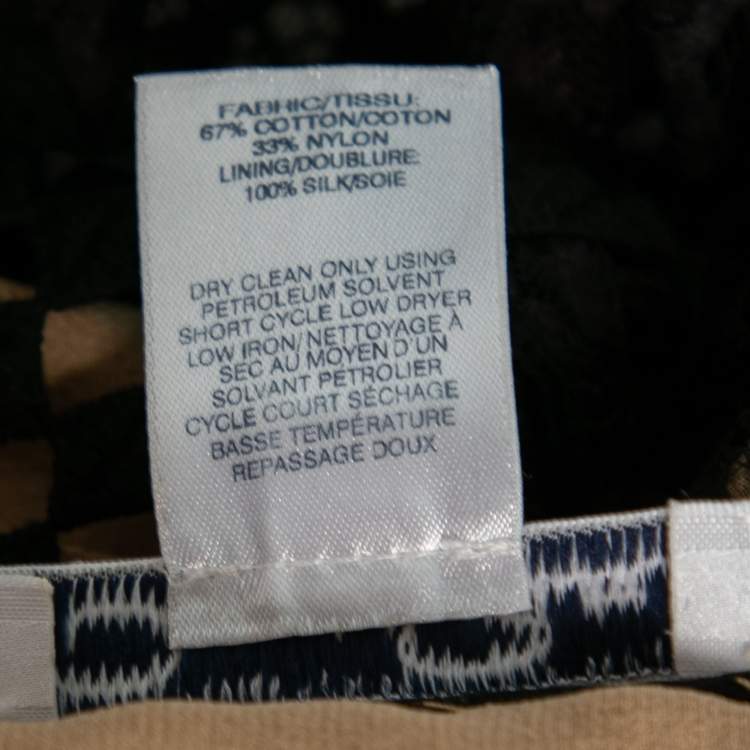 FABRIC/TISSU:
67% COTTON/COTON
33% NYLON
LINING/DOUBLURE:
100% SILK/SOIE
DRY CLEAN ONLY USING
PETROLEUM SOLVENT
SHORT CYCLE LOW DRYER
LOW IRON/NETTOYAGE À
SEC AU MOYEN D'UN
SOLVANT PETROLIER
CYCLE COURT SÉCHAGE
BASSE TEMPÉRATURE
REPASSAGE DOUX